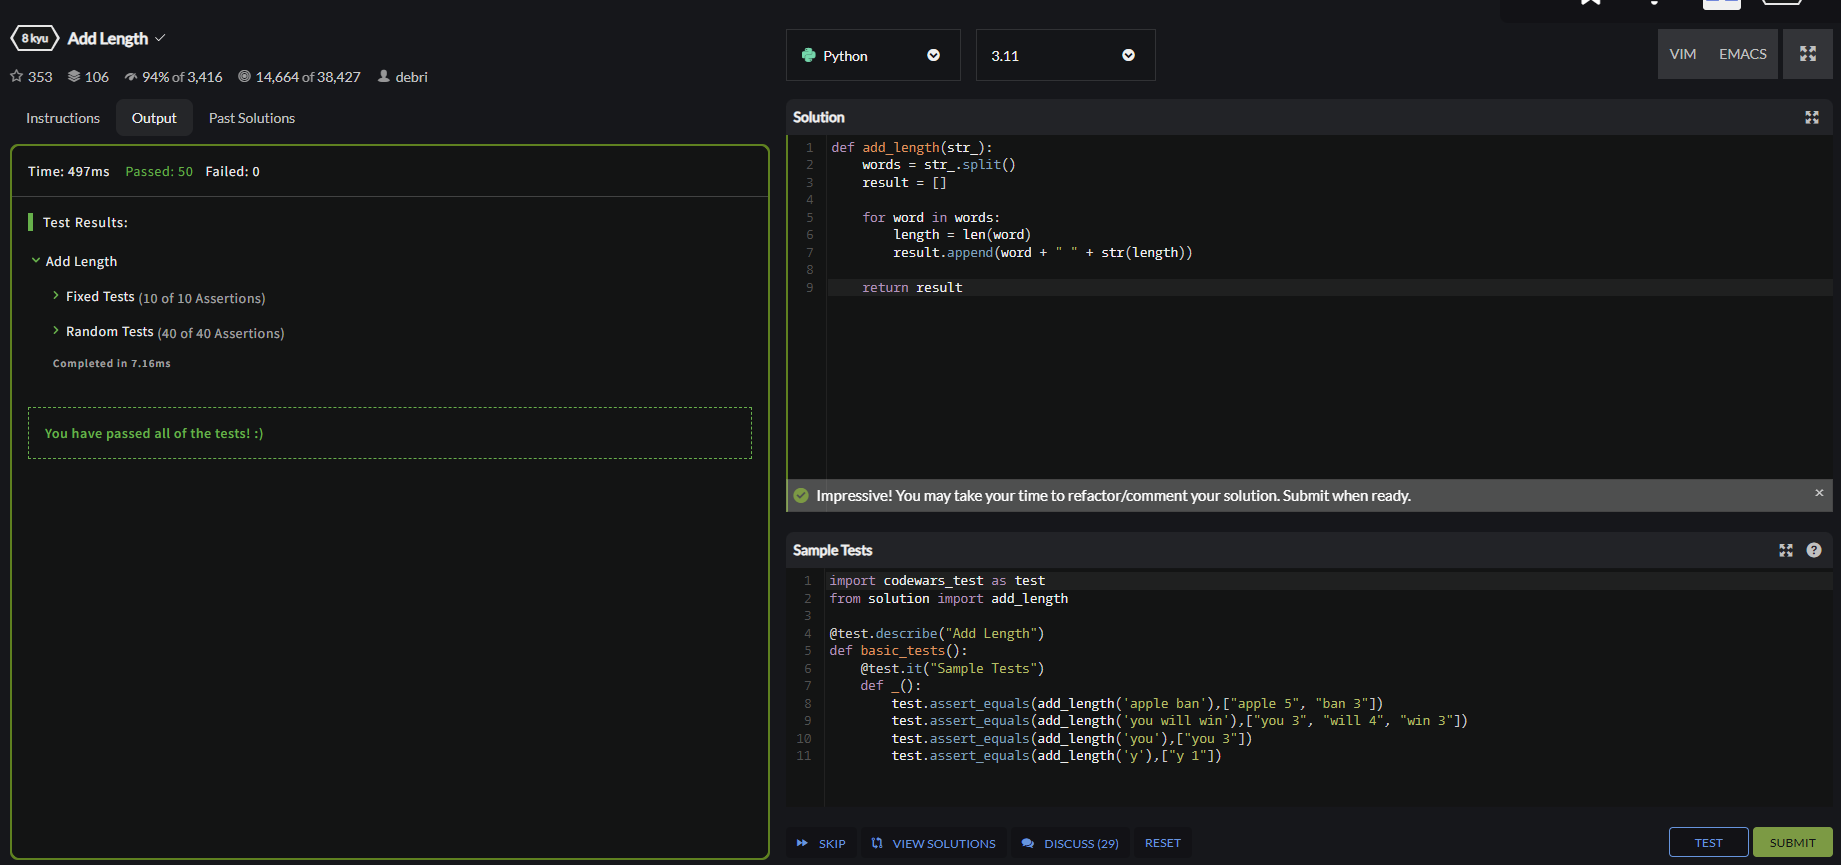 8 kyu Add Length
353 106 94% of 3,416 14,664 of 38,427 debri
Instructions Output Past Solutions
Time: 497ms Passed: 50 Failed: 0
Test Results:
Add Length
Fixed Tests (10 of 10 Assertions)
Random Tests (40 of 40 Assertions)
Completed in 7.16ms
You have passed all of the tests! :)
Python 3.11 VIM EMACS
Solution
1 def add_length(str_):
2     words = str_.split()
3     result = []
4
5     for word in words:
6         length = len(word)
7         result.append(word + " " + str(length))
8
9     return result
Impressive! You may take your time to refactor/comment your solution. Submit when ready. ×
Sample Tests ?
1 import codewars_test as test
2 from solution import add_length
3
4 @test.describe("Add Length")
5 def basic_tests():
6     @test.it("Sample Tests")
7     def _():
8         test.assert_equals(add_length('apple ban'),["apple 5", "ban 3"])
9         test.assert_equals(add_length('you will win'),["you 3", "will 4", "win 3"])
10         test.assert_equals(add_length('you'),["you 3"])
11         test.assert_equals(add_length('y'),["y 1"])
SKIP VIEW SOLUTIONS DISCUSS (29) RESET TEST SUBMIT